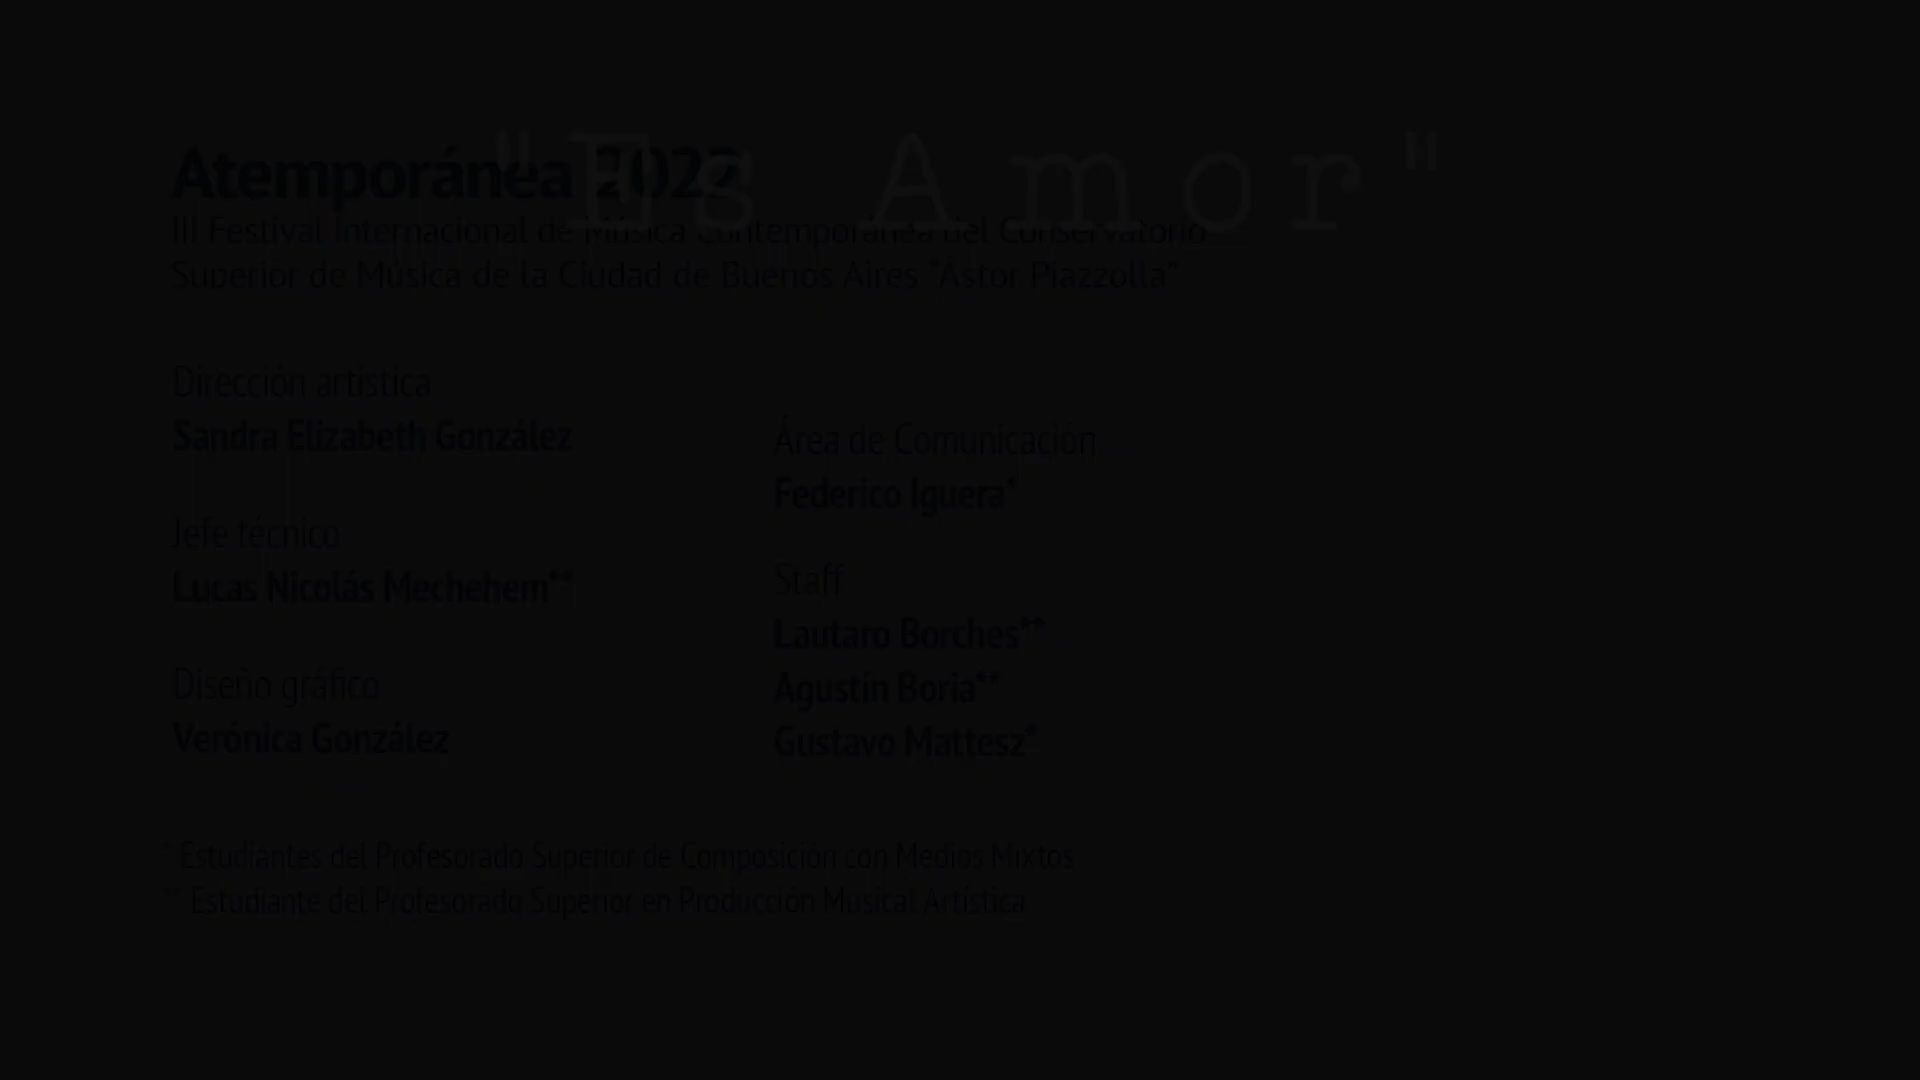 "Es Amor"
Atemporánea 2022
III Festival Internacional de Música Contemporánea del Conservatorio
Superior de Música de la Ciudad de Buenos Aires "Astor Piazzolla"
Dirección artística
Sandra Elizabeth González
Jefe técnico
Lucas Nicolás Mechehem**
Diseño gráfico
Verónica González
Área de Comunicación
Federico Iguera*
Staff
Lautaro Borches**
Agustín Boria**
Gustavo Mattesz*
* Estudiantes del Profesorado Superior de Composición con Medios Mixtos
** Estudiante del Profesorado Superior en Producción Musical Artística